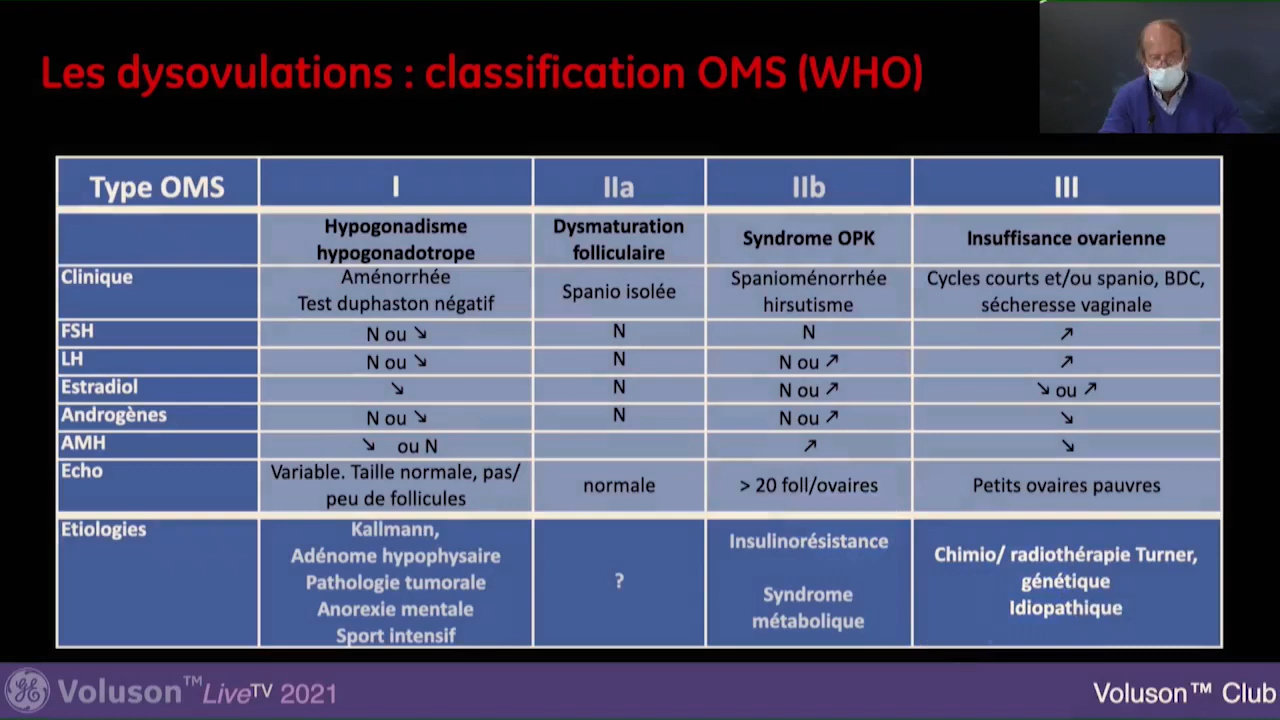 Les dysovulations : classification OMS (WHO)
Type OMS I IIa IIb III
Hypogonadisme hypogonadotrope Dysmaturation folliculaire Syndrome OPK Insuffisance ovarienne
Clinique Aménorrhée Test duphaston négatif Spanio isolée Spanioménorrhée hirsutisme Cycles courts et/ou spanio, BDC, sécheresse vaginale
FSH N ou ↘ N N ↗
LH N ou ↘ N N ou ↗ ↗
Estradiol ↘ N N ou ↗ ↘ ou ↗
Androgènes N ou ↘ N N ou ↗ ↘
AMH ↘ ou N ↗ ↘
Echo Variable. Taille normale, pas/ peu de follicules normale > 20 foll/ovaires Petits ovaires pauvres
Etiologies Kallmann, Adénome hypophysaire Pathologie tumorale Anorexie mentale Sport intensif ? Insulinorésistance Syndrome métabolique Chimio/ radiothérapie Turner, génétique Idiopathique
GE Voluson™ LiveTV 2021 Voluson™ Club